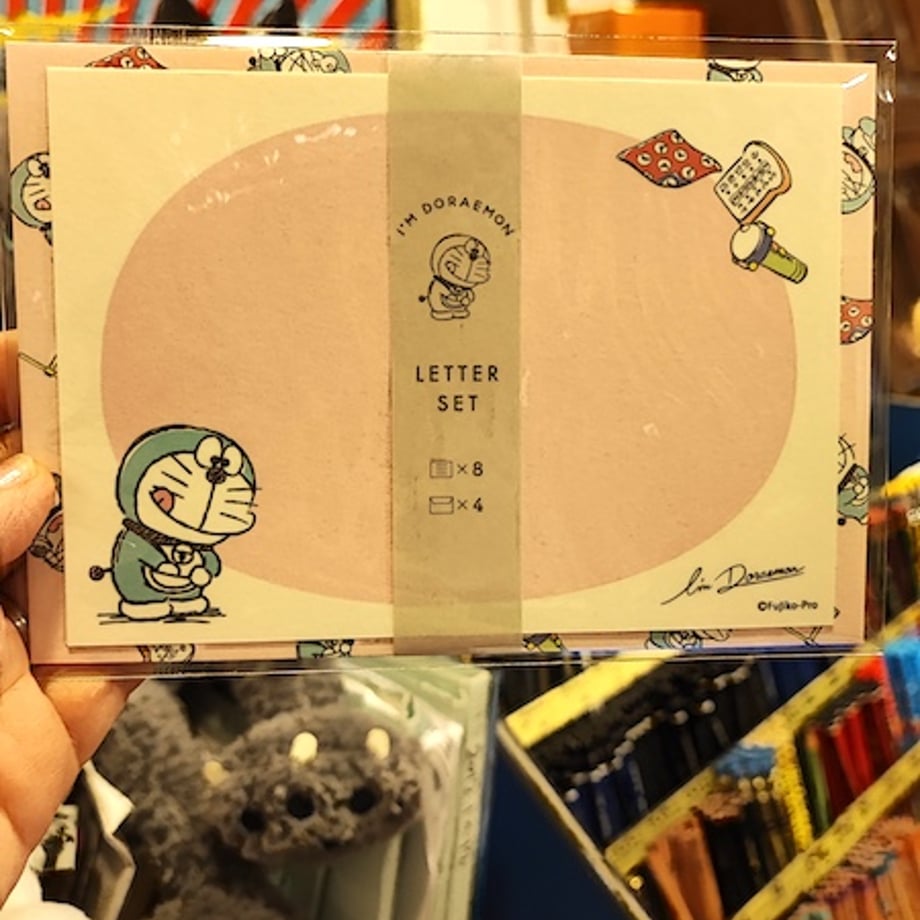 I'M DORAEMON
LETTER
SET
×8
×4
I'm Doraemon
©Fujiko-Pro